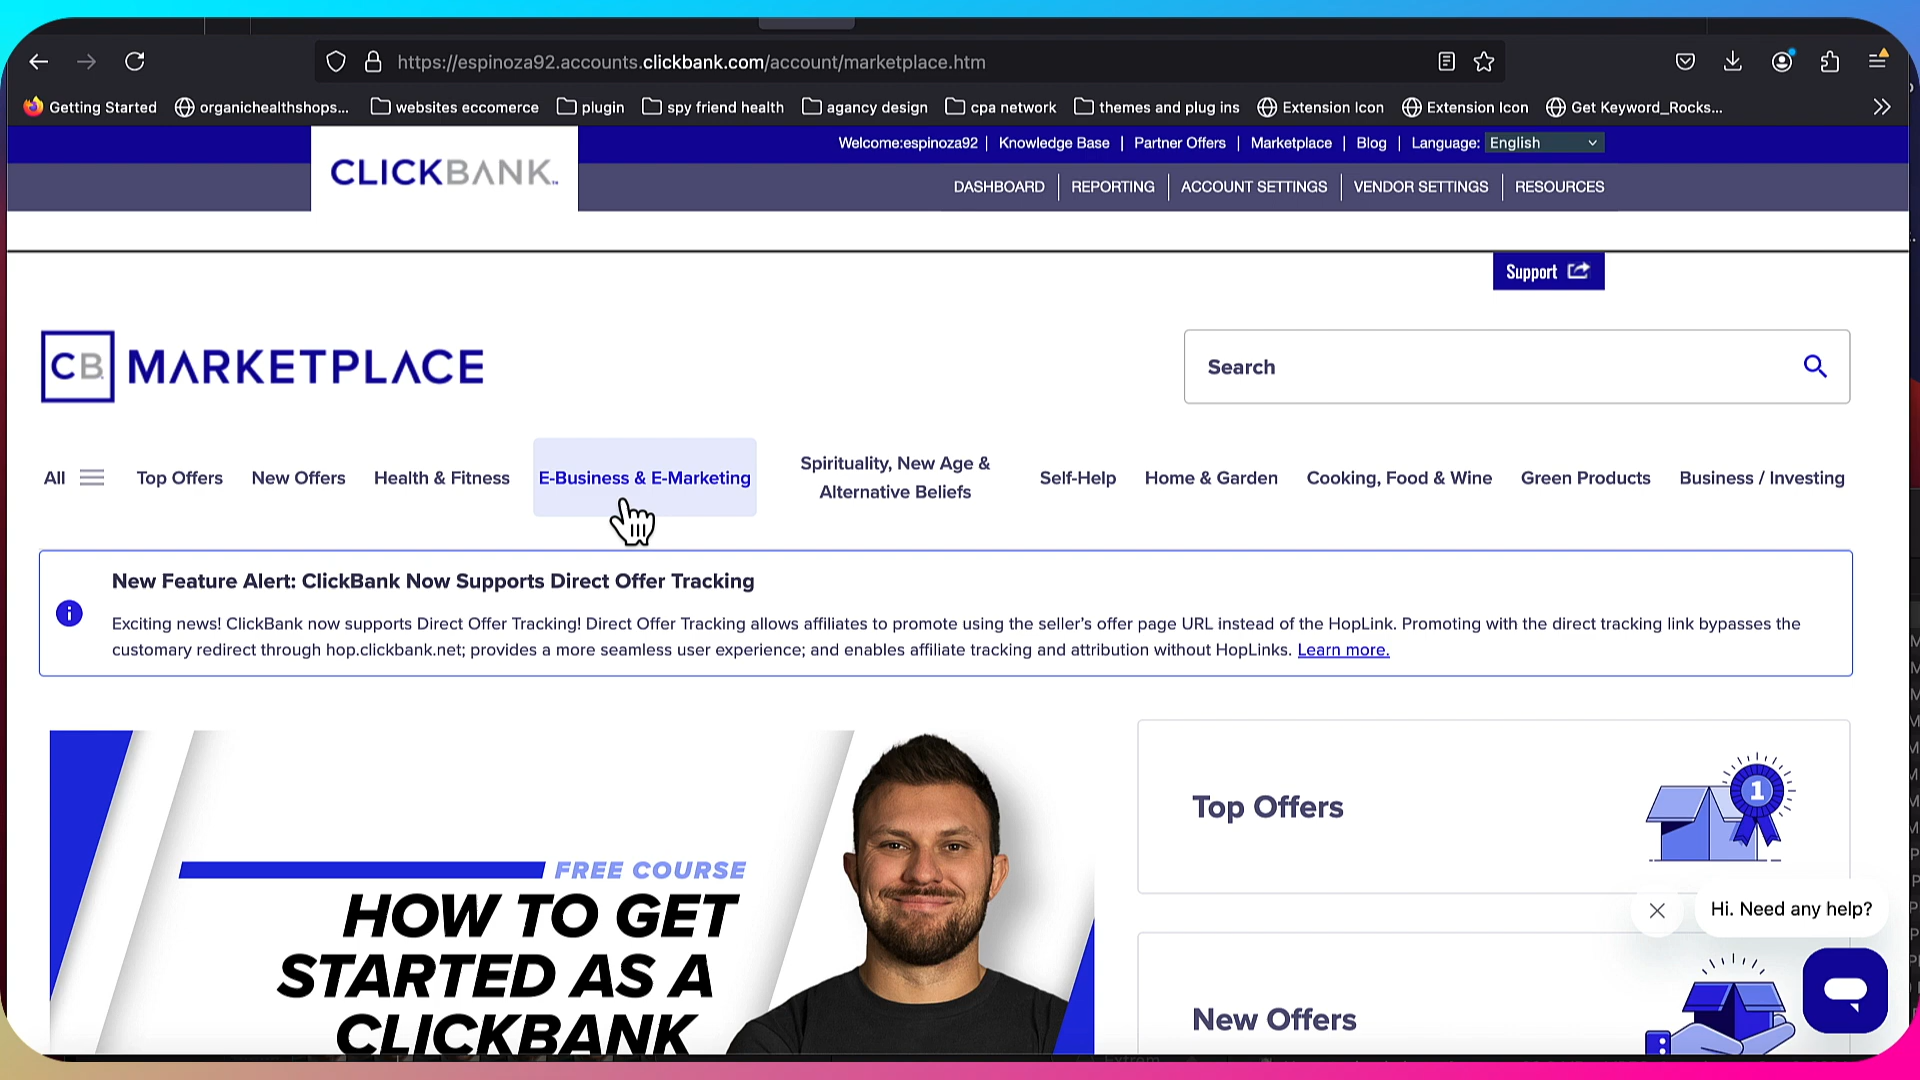 https://espinoza92.accounts.clickbank.com/account/marketplace.htm
Getting Started organichealthshops... websites eccomerce plugin spy friend health agancy design cpa network themes and plug ins Extension Icon Extension Icon Get Keyword_Rocks...
Welcome:espinoza92 | Knowledge Base | Partner Offers | Marketplace | Blog | Language: English
CLICKBANK
DASHBOARD REPORTING ACCOUNT SETTINGS VENDOR SETTINGS RESOURCES
Support
CB MARKETPLACE
Search
All Top Offers New Offers Health & Fitness E-Business & E-Marketing
Spirituality, New Age &
Alternative Beliefs
Self-Help Home & Garden Cooking, Food & Wine Green Products Business / Investing
New Feature Alert: ClickBank Now Supports Direct Offer Tracking
Exciting news! ClickBank now supports Direct Offer Tracking! Direct Offer Tracking allows affiliates to promote using the seller's offer page URL instead of the HopLink. Promoting with the direct tracking link bypasses the
customary redirect through hop.clickbank.net; provides a more seamless user experience; and enables affiliate tracking and attribution without HopLinks. Learn more.
FREE COURSE
HOW TO GET
STARTED AS A
CLICKBANK
Top Offers
1
Hi. Need any help?
New Offers